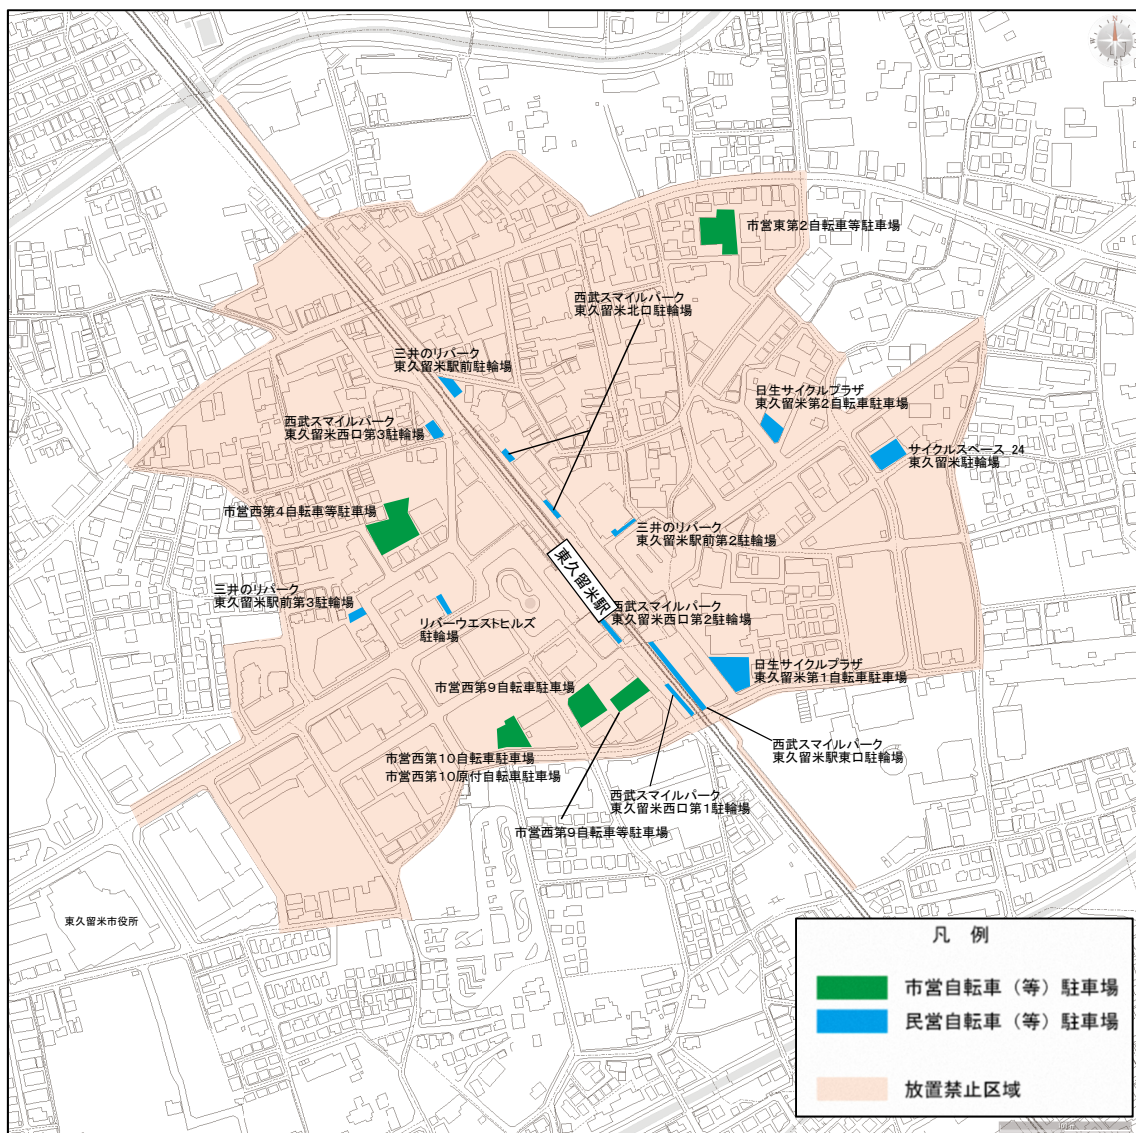 N
W
E
S
市営東第2自転車等駐車場
西武スマイルパーク
東久留米北口駐輪場
三井のリパーク
東久留米駅前駐輪場
日生サイクルプラザ
東久留米第2自転車駐車場
西武スマイルパーク
東久留米西口第3駐輪場
サイクルスペース 24
東久留米駐輪場
市営西第4自転車等駐車場
三井のリパーク
東久留米駅前第2駐輪場
東久留米駅
三井のリパーク
東久留米駅前第3駐輪場
リバーウエストヒルズ
駐輪場
西武スマイルパーク
東久留米西口第2駐輪場
日生サイクルプラザ
東久留米第1自転車駐車場
市営西第9自転車駐車場
西武スマイルパーク
東久留米駅東口駐輪場
市営西第10自転車駐車場
市営西第10原付自転車駐車場
西武スマイルパーク
東久留米西口第1駐輪場
市営西第9自転車等駐車場
東久留米市役所
凡 例
市営自転車（等）駐車場
民営自転車（等）駐車場
放置禁止区域